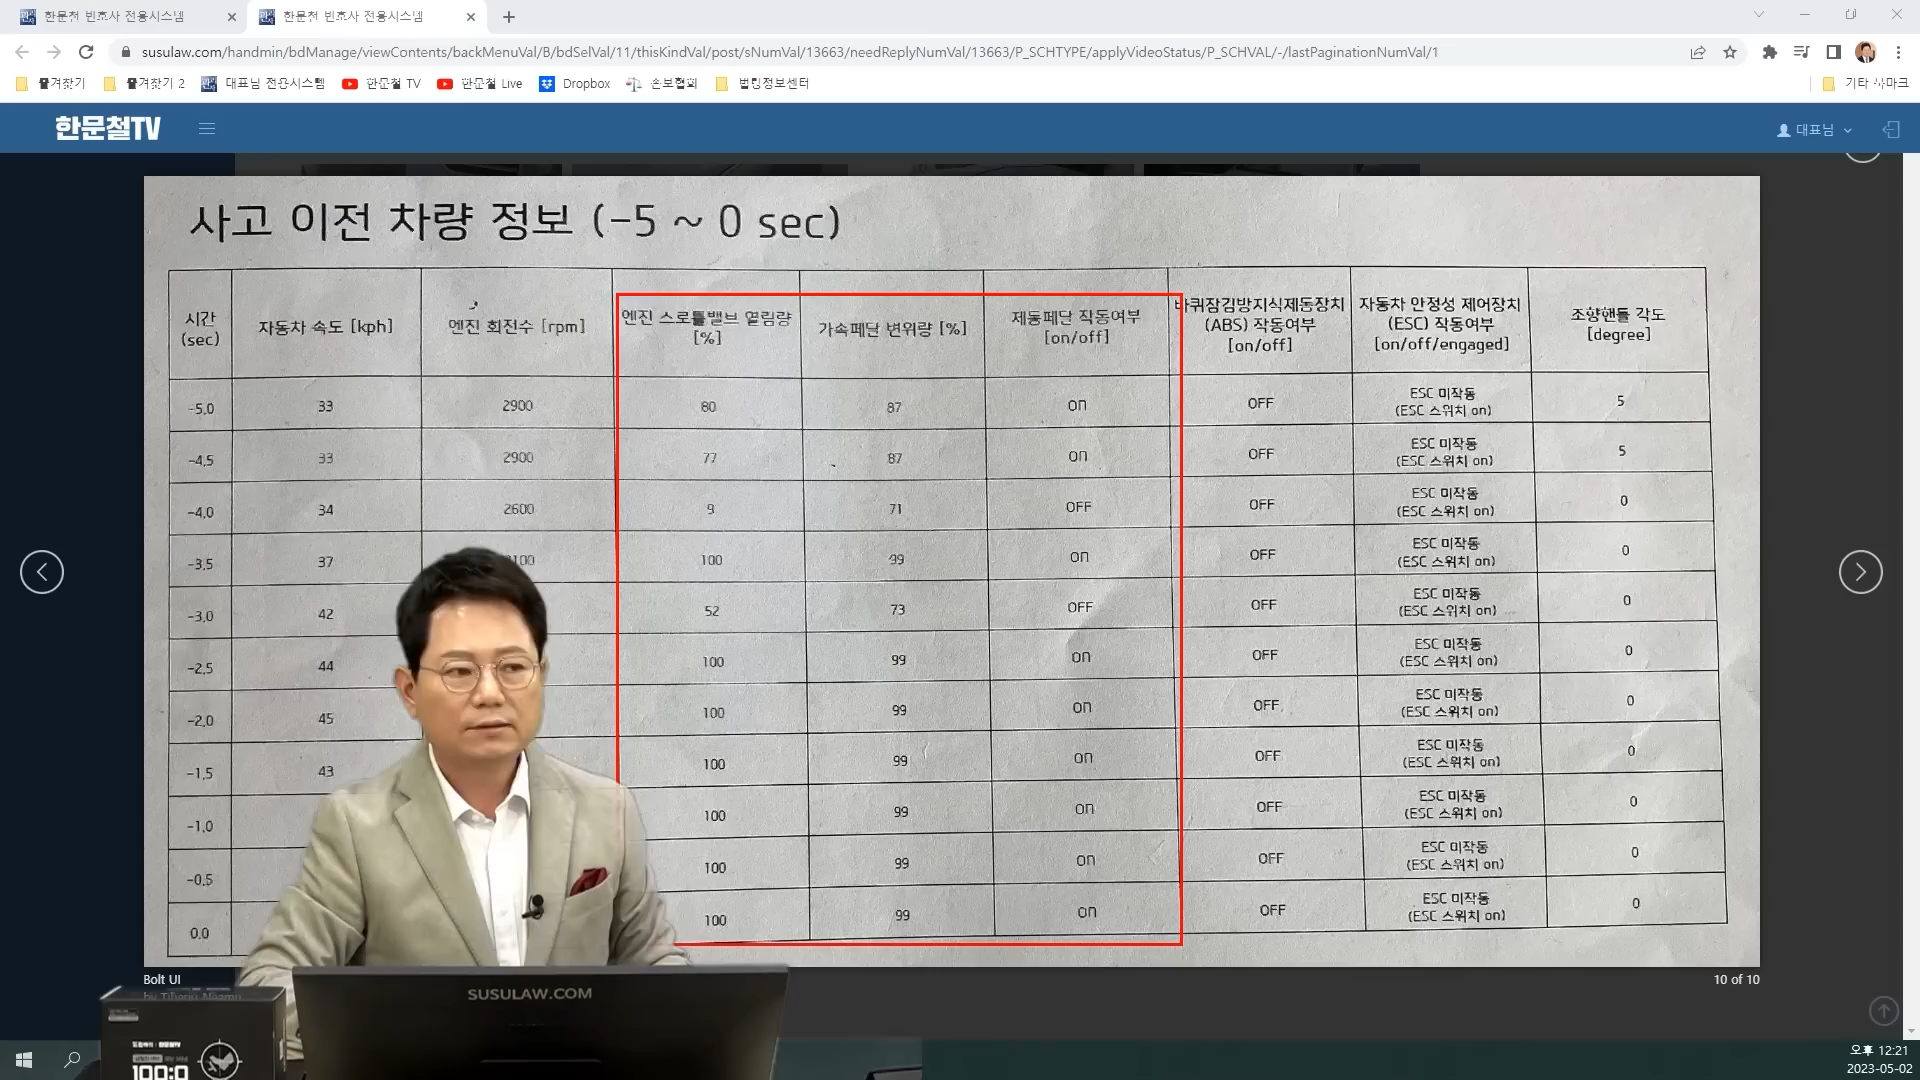 한문철 변호사 전용시스템
한문철 변호사 전용시스템
susulaw.com/handmin/bdManage/viewContents/backMenuVal/B/bdSelVal/11/thisKindVal/post/sNumVal/13663/needReplyNumVal/13663/P_SCHTYPE/applyVideoStatus/P_SCHVAL/-/lastPaginationNumVal/1
즐겨찾기 즐겨찾기 2 대표님 전용시스템 한문철 TV 한문철 Live Dropbox 손보협회 법률정보센터 기타 북마크
한문철TV 대표님
사고 이전 차량 정보 (-5 ~ 0 sec)
시간 (sec) 자동차 속도 [kph] 엔진 회전수 [rpm] 엔진 스로틀밸브 열림량 [%] 가속페달 변위량 [%] 제동페달 작동여부 [on/off] 바퀴잠김방지식제동장치 (ABS) 작동여부 [on/off] 자동차 안정성 제어장치 (ESC) 작동여부 [on/off/engaged] 조향핸들 각도 [degree]
-5.0 33 2900 80 87 on OFF ESC 미작동 (ESC 스위치 on) 5
-4.5 33 2900 77 87 on OFF ESC 미작동 (ESC 스위치 on) 5
-4.0 34 2600 9 71 OFF OFF ESC 미작동 (ESC 스위치 on) 0
-3.5 37 100 100 99 on OFF ESC 미작동 (ESC 스위치 on) 0
-3.0 42 52 73 OFF OFF ESC 미작동 (ESC 스위치 on) 0
-2.5 44 100 99 on OFF ESC 미작동 (ESC 스위치 on) 0
-2.0 45 100 99 on OFF ESC 미작동 (ESC 스위치 on) 0
-1.5 43 100 99 on OFF ESC 미작동 (ESC 스위치 on) 0
-1.0 100 99 on OFF ESC 미작동 (ESC 스위치 on) 0
-0.5 100 99 on OFF ESC 미작동 (ESC 스위치 on) 0
0.0 100 99 on OFF ESC 미작동 (ESC 스위치 on) 0
Bolt UI 10 of 10
SUSULAW.COM
100:0
오후 12:21
2023-05-02